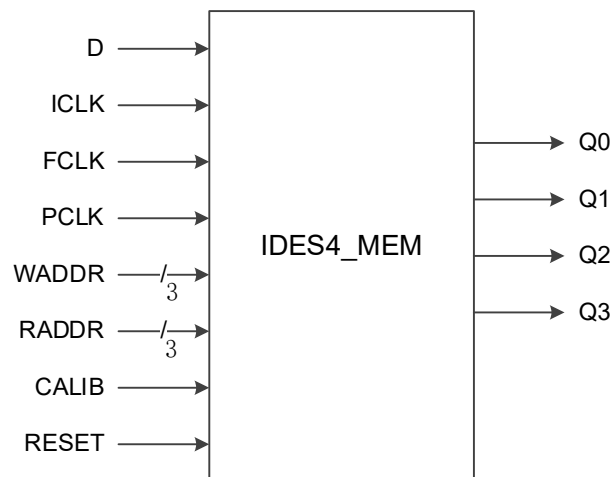 D
ICLK
FCLK
PCLK
WADDR
3
RADDR
3
CALIB
RESET
IDES4_MEM
Q0
Q1
Q2
Q3